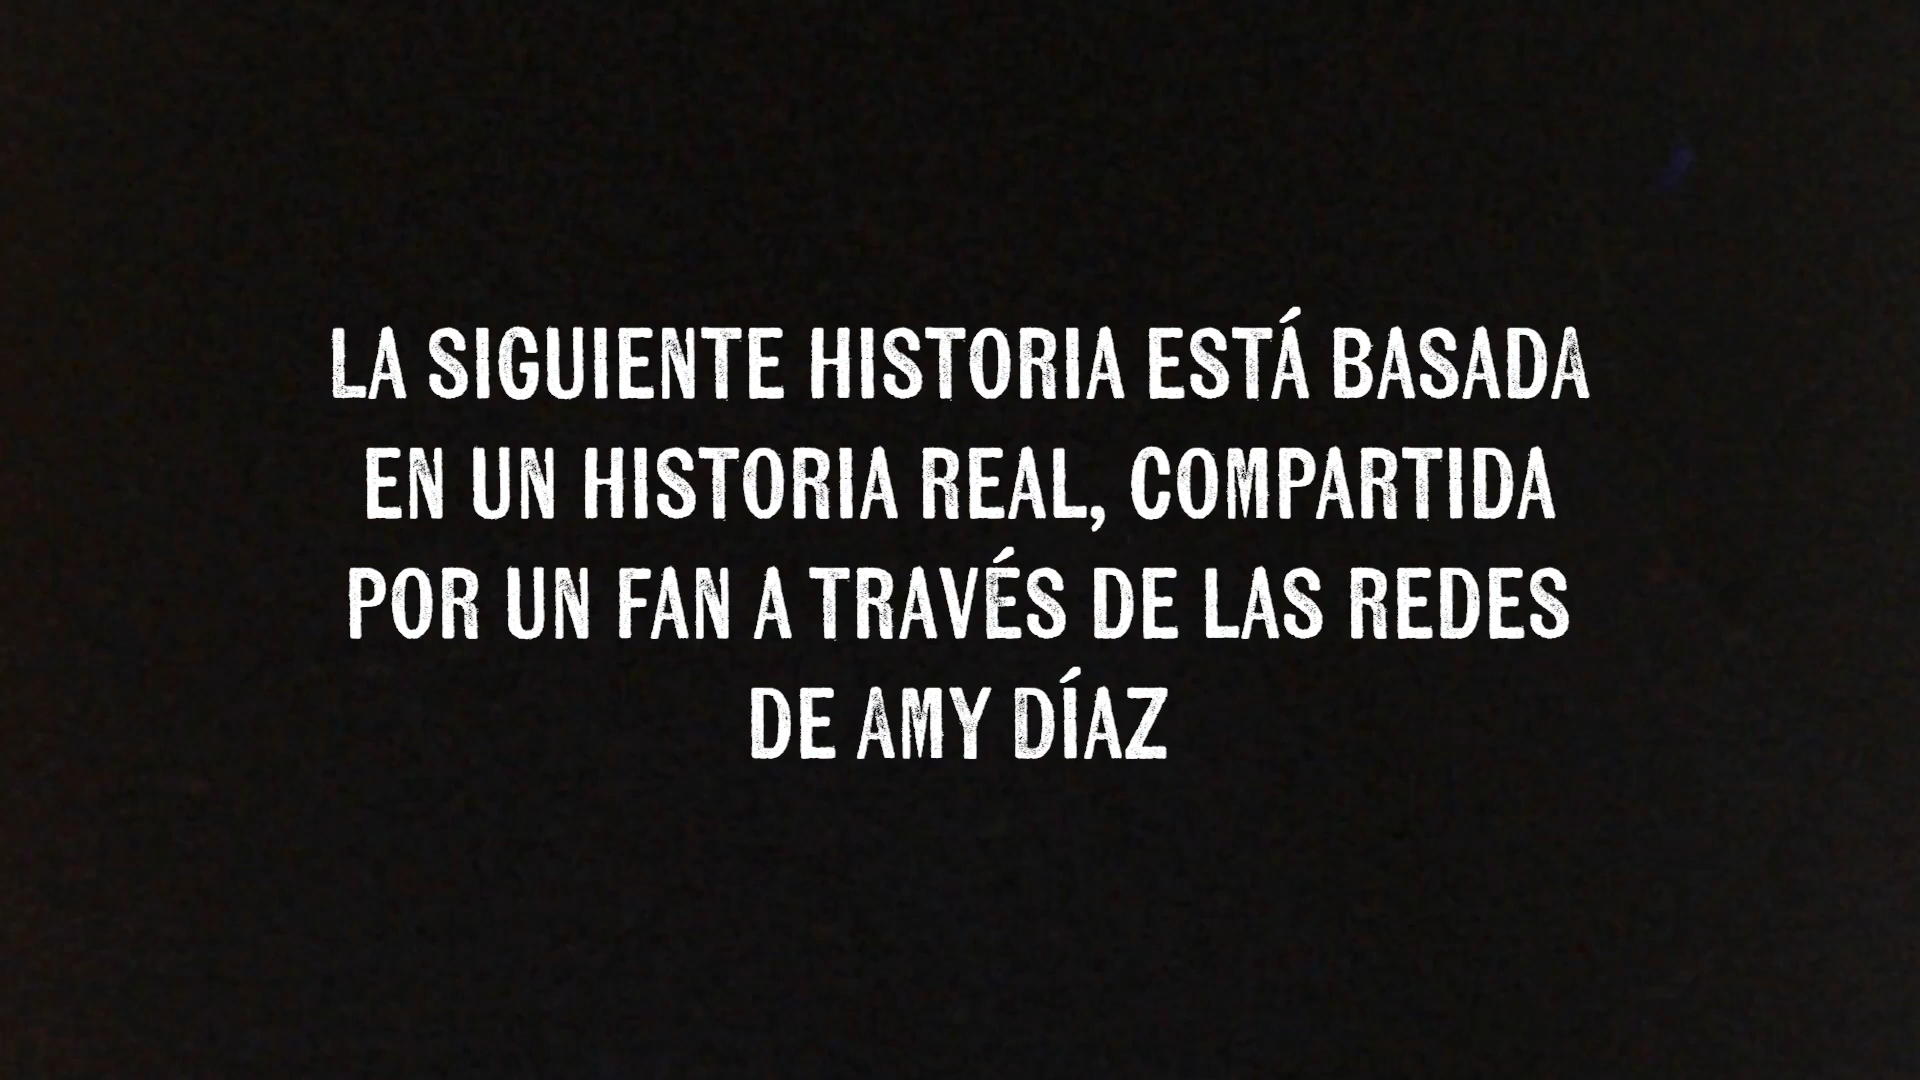 LA SIGUIENTE HISTORIA ESTÁ BASADA
EN UN HISTORIA REAL, COMPARTIDA
POR UN FAN A TRAVÉS DE LAS REDES
DE AMY DÍAZ